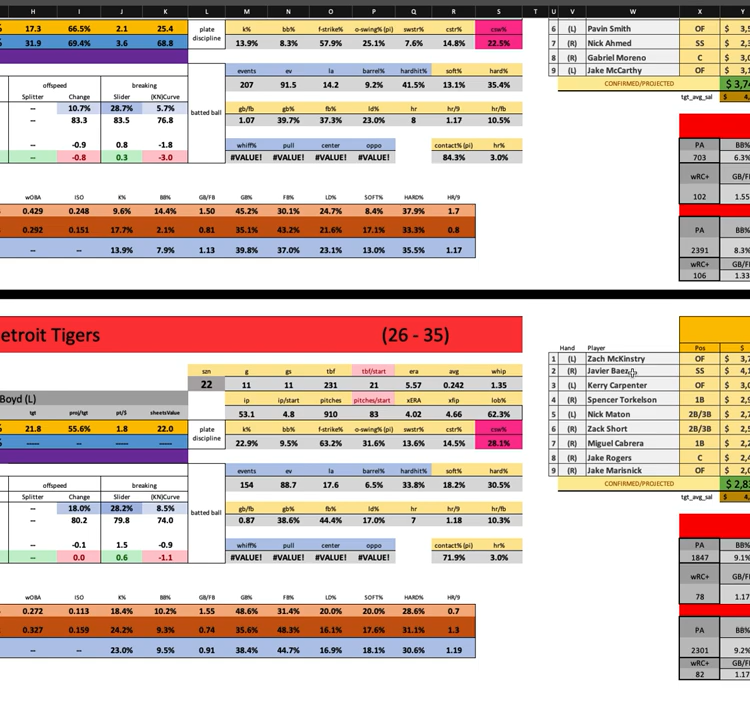 H I J K L M N O P Q R S T U V W X Y
17.3 66.5% 2.1 25.4 plate discipline k% bb% f-strike% o-swing% (pi) swstr% cstr% csw% 6 (L) Pavin Smith OF $ 3,
31.9 69.4% 3.6 68.8 13.9% 8.3% 57.9% 25.1% 7.6% 14.8% 22.5% 7 (R) Nick Ahmed SS $
8 (R) Gabriel Moreno C $ 3,
offspeed breaking batted ball events ev la barrel% hardhit% soft% hard% 9 (L) Jake McCarthy OF $ 3,
Splitter Change Slider (KN)Curve 207 91.5 14.2 9.2% 41.5% 13.1% 35.4% CONFIRMED/PROJECTED $ 3,7
-- 10.7% 28.7% 5.7% gb/fb gb% fb% ld% hr hr/9 hr/fb tgt_avg_sal $ 4,
-- 83.3 83.5 76.8 1.07 39.7% 37.3% 23.0% 8 1.17 10.5%
-- -0.9 0.8 -1.8 whiff% pull center oppo contact% (pi) hr% PA BB%
-- -0.8 0.3 -3.0 #VALUE! #VALUE! #VALUE! #VALUE! 84.3% 3.0% 703 6.3%
wRC+ GB/F
wOBA ISO K% BB% GB/FB GB% FB% LD% SOFT% HARD% HR/9 102 1.55
0.429 0.248 9.6% 14.4% 1.50 45.2% 30.1% 24.7% 8.4% 37.9% 1.7
0.292 0.151 17.7% 2.1% 0.81 35.1% 43.2% 21.6% 17.1% 33.3% 0.8 PA BB%
-- -- 13.9% 7.9% 1.13 39.8% 37.0% 23.1% 13.0% 35.5% 1.17 2391 8.3%
wRC+ GB/F
106 1.33
etroit Tigers (26 - 35)
Hand Player Pos $
1 (L) Zach McKinstry OF $ 3,
szn g gs tbf tbf/start era avg whip 2 (R) Javier Baez SS $ 4,
22 11 11 231 21 5.57 0.242 1.35 3 (L) Kerry Carpenter OF $ 3,
Boyd (L) ip ip/start pitches pitches/start xERA xFIP lob% 4 (R) Spencer Torkelson 1B $ 2,
tgt proj/tgt pt/$ sheetsValue 53.1 4.8 910 83 4.02 4.66 62.3% 5 (L) Nick Maton 2B/3B $ 2,
21.8 55.6% 1.8 22.0 plate discipline k% bb% f-strike% o-swing% (pi) swstr% cstr% csw% 6 (R) Zack Short 2B/3B $ 2,
----- ----- ----- ----- 22.9% 9.5% 63.2% 31.6% 13.6% 14.5% 28.1% 7 (R) Miguel Cabrera 1B $ 2,
8 (R) Jake Rogers C $ 2,
offspeed breaking batted ball events ev la barrel% hardhit% soft% hard% 9 (R) Jake Marisnick OF $ 2,
Splitter Change Slider (KN)Curve 154 88.7 17.6 6.5% 33.8% 18.2% 30.5% CONFIRMED/PROJECTED $ 2,8
-- 18.0% 28.2% 8.5% gb/fb gb% fb% ld% hr hr/9 hr/fb tgt_avg_sal $ 4,
-- 80.2 79.8 74.0 0.87 38.6% 44.4% 17.0% 7 1.18 10.3%
-- -0.1 1.5 -0.9 whiff% pull center oppo contact% (pi) hr% PA BB%
-- 0.0 0.6 -1.1 #VALUE! #VALUE! #VALUE! #VALUE! 71.9% 3.0% 1847 9.1%
wRC+ GB/F
wOBA ISO K% BB% GB/FB GB% FB% LD% SOFT% HARD% HR/9 78 1.17
0.272 0.113 18.4% 10.2% 1.55 48.6% 31.4% 20.0% 20.0% 28.6% 0.7
0.327 0.159 24.2% 9.3% 0.74 35.6% 48.3% 16.1% 17.6% 31.1% 1.3 PA BB%
-- -- 23.0% 9.5% 0.91 38.4% 44.7% 16.9% 18.1% 30.6% 1.19 2301 9.2%
wRC+ GB/F
82 1.17